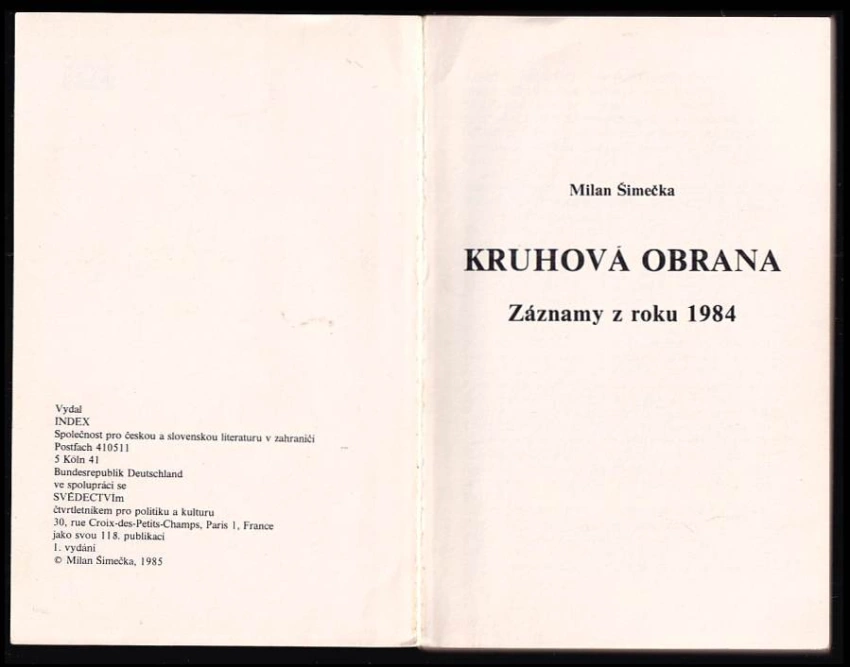 Vydal
INDEX
Společnost pro českou a slovenskou literaturu v zahraničí
Postfach 410511
5 Köln 41
Bundesrepublik Deutschland
ve spolupráci se
SVĚDECTVÍm
čtvrtletníkem pro politiku a kulturu
30, rue Croix-des-Petits-Champs, Paris 1, France
jako svou 118. publikaci
1. vydání
© Milan Šimečka, 1985
Milan Šimečka
KRUHOVÁ OBRANA
Záznamy z roku 1984